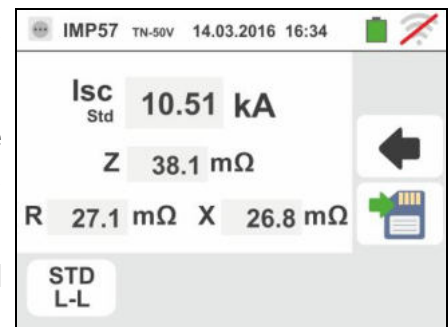 IMP57 TN-50V 14.03.2016 16:34
Isc 10.51 kA
Std
Z 38.1 mΩ
R 27.1 mΩ X 26.8 mΩ
STD
L-L